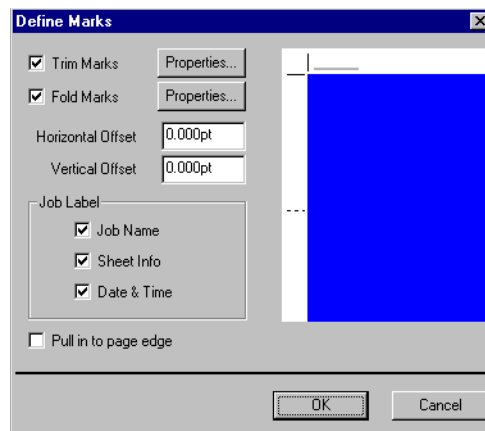 Define Marks
Trim Marks Properties...
Fold Marks Properties...
Horizontal Offset 0.000pt
Vertical Offset 0.000pt
Job Label
Job Name
Sheet Info
Date & Time
Pull in to page edge
OK Cancel